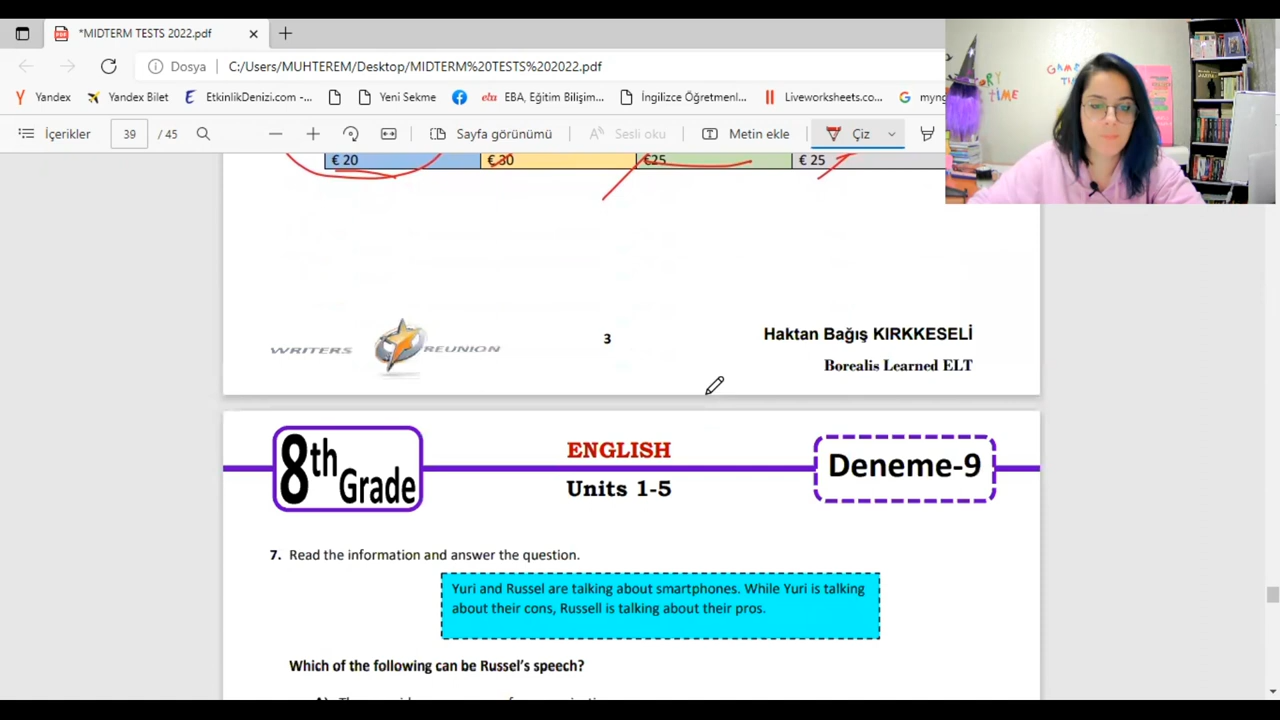 *MIDTERM TESTS 2022.pdf
Dosya C:/Users/MUHTEREM/Desktop/MIDTERM%20TESTS%202022.pdf
Yandex Yandex Bilet EtkinlikDenizi.com -... Yeni Sekme EBA, Eğitim Bilişim... İngilizce Öğretmenl... Liveworksheets.co... myng
İçerikler 39 / 45 Sayfa görünümü Sesli oku Metin ekle Çiz
€ 20 € 30 €25 € 25
WRITERS REUNION 3 Haktan Bağış KIRKKESELİ
Borealis Learned ELT
8th Grade ENGLISH Deneme-9
Units 1-5
7. Read the information and answer the question.
Yuri and Russel are talking about smartphones. While Yuri is talking
about their cons, Russell is talking about their pros.
Which of the following can be Russel's speech?